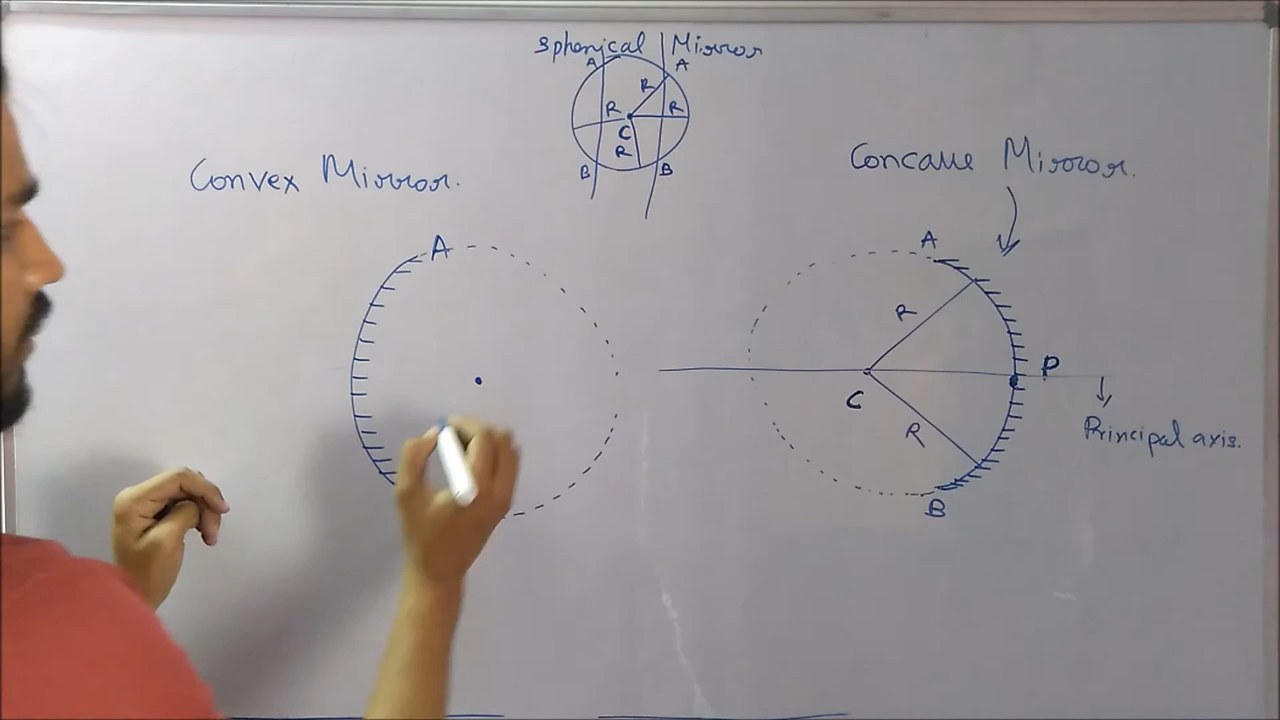 Spherical Mirror
A A
R
R R
C
R
B B
Convex Mirror.
Concave Mirror.
A
A
R
P
C
R
Principal axis.
B